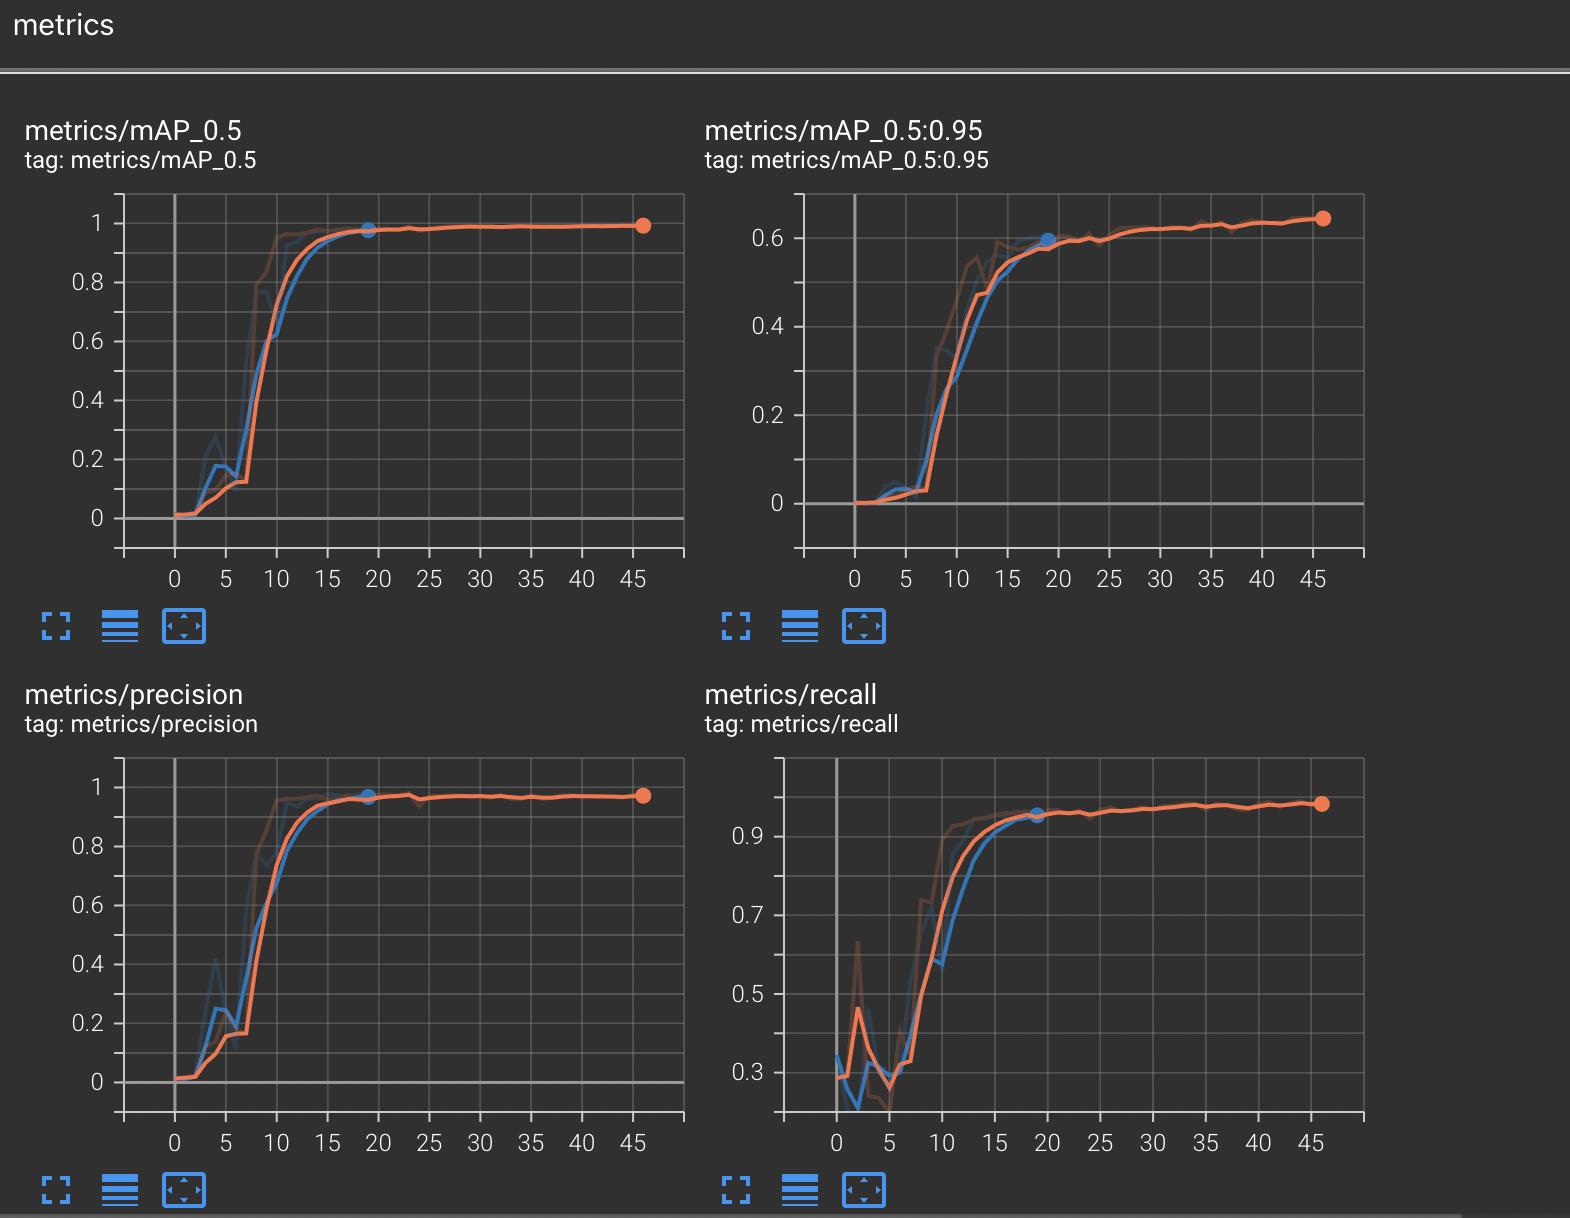 metrics
metrics/mAP_0.5
tag: metrics/mAP_0.5
1
0.8
0.6
0.4
0.2
0
0 5 10 15 20 25 30 35 40 45
metrics/mAP_0.5:0.95
tag: metrics/mAP_0.5:0.95
0.6
0.4
0.2
0
0 5 10 15 20 25 30 35 40 45
metrics/precision
tag: metrics/precision
1
0.8
0.6
0.4
0.2
0
0 5 10 15 20 25 30 35 40 45
metrics/recall
tag: metrics/recall
0.9
0.7
0.5
0.3
0 5 10 15 20 25 30 35 40 45